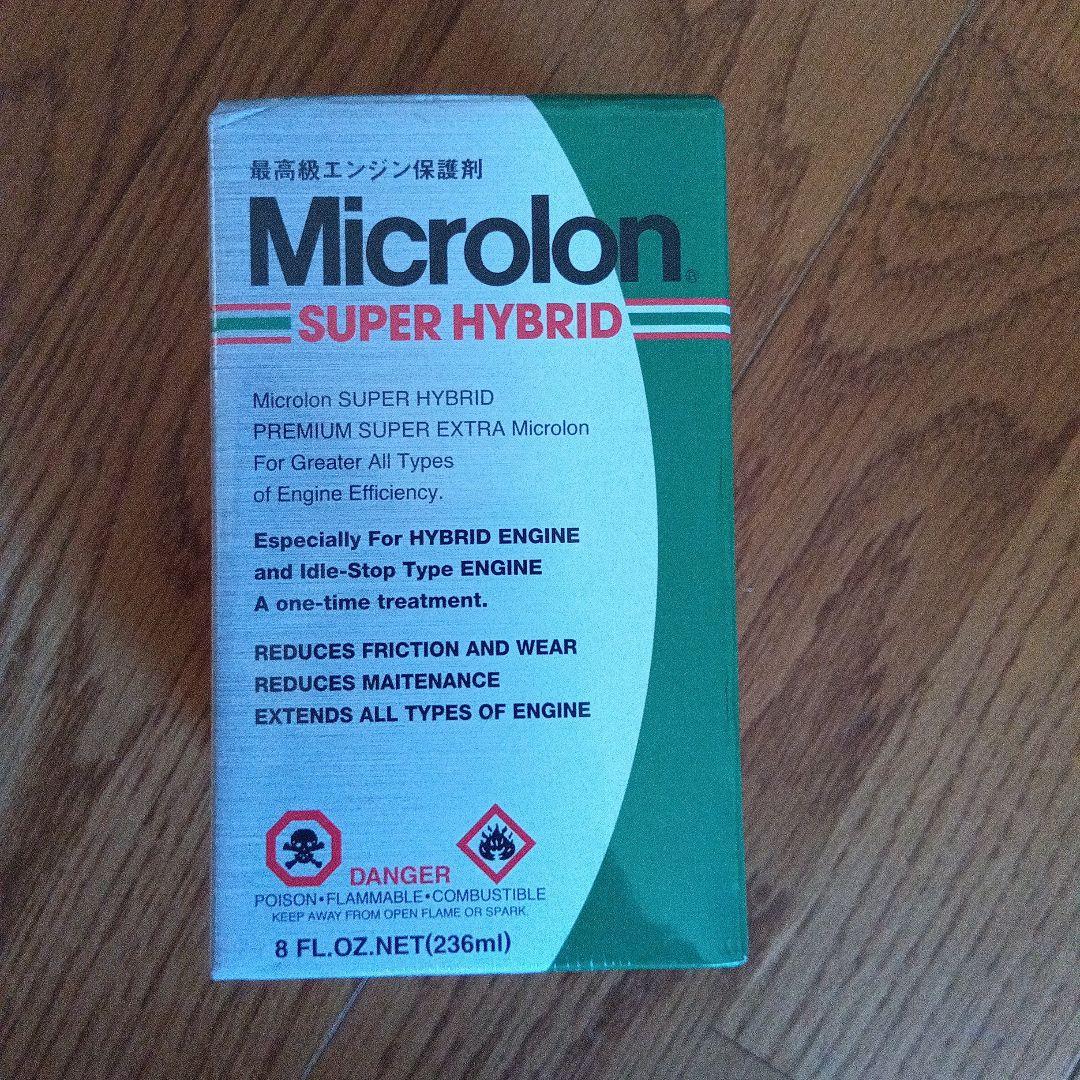 最高級エンジン保護剤
Microlon®
SUPER HYBRID
Microlon SUPER HYBRID
PREMIUM SUPER EXTRA Microlon
For Greater All Types
of Engine Efficiency.
Especially For HYBRID ENGINE
and Idle-Stop Type ENGINE
A one-time treatment.
REDUCES FRICTION AND WEAR
REDUCES MAITENANCE
EXTENDS ALL TYPES OF ENGINE
DANGER
POISON•FLAMMABLE•COMBUSTIBLE
KEEP AWAY FROM OPEN FLAME OR SPARK.
8 FL.OZ.NET(236ml)